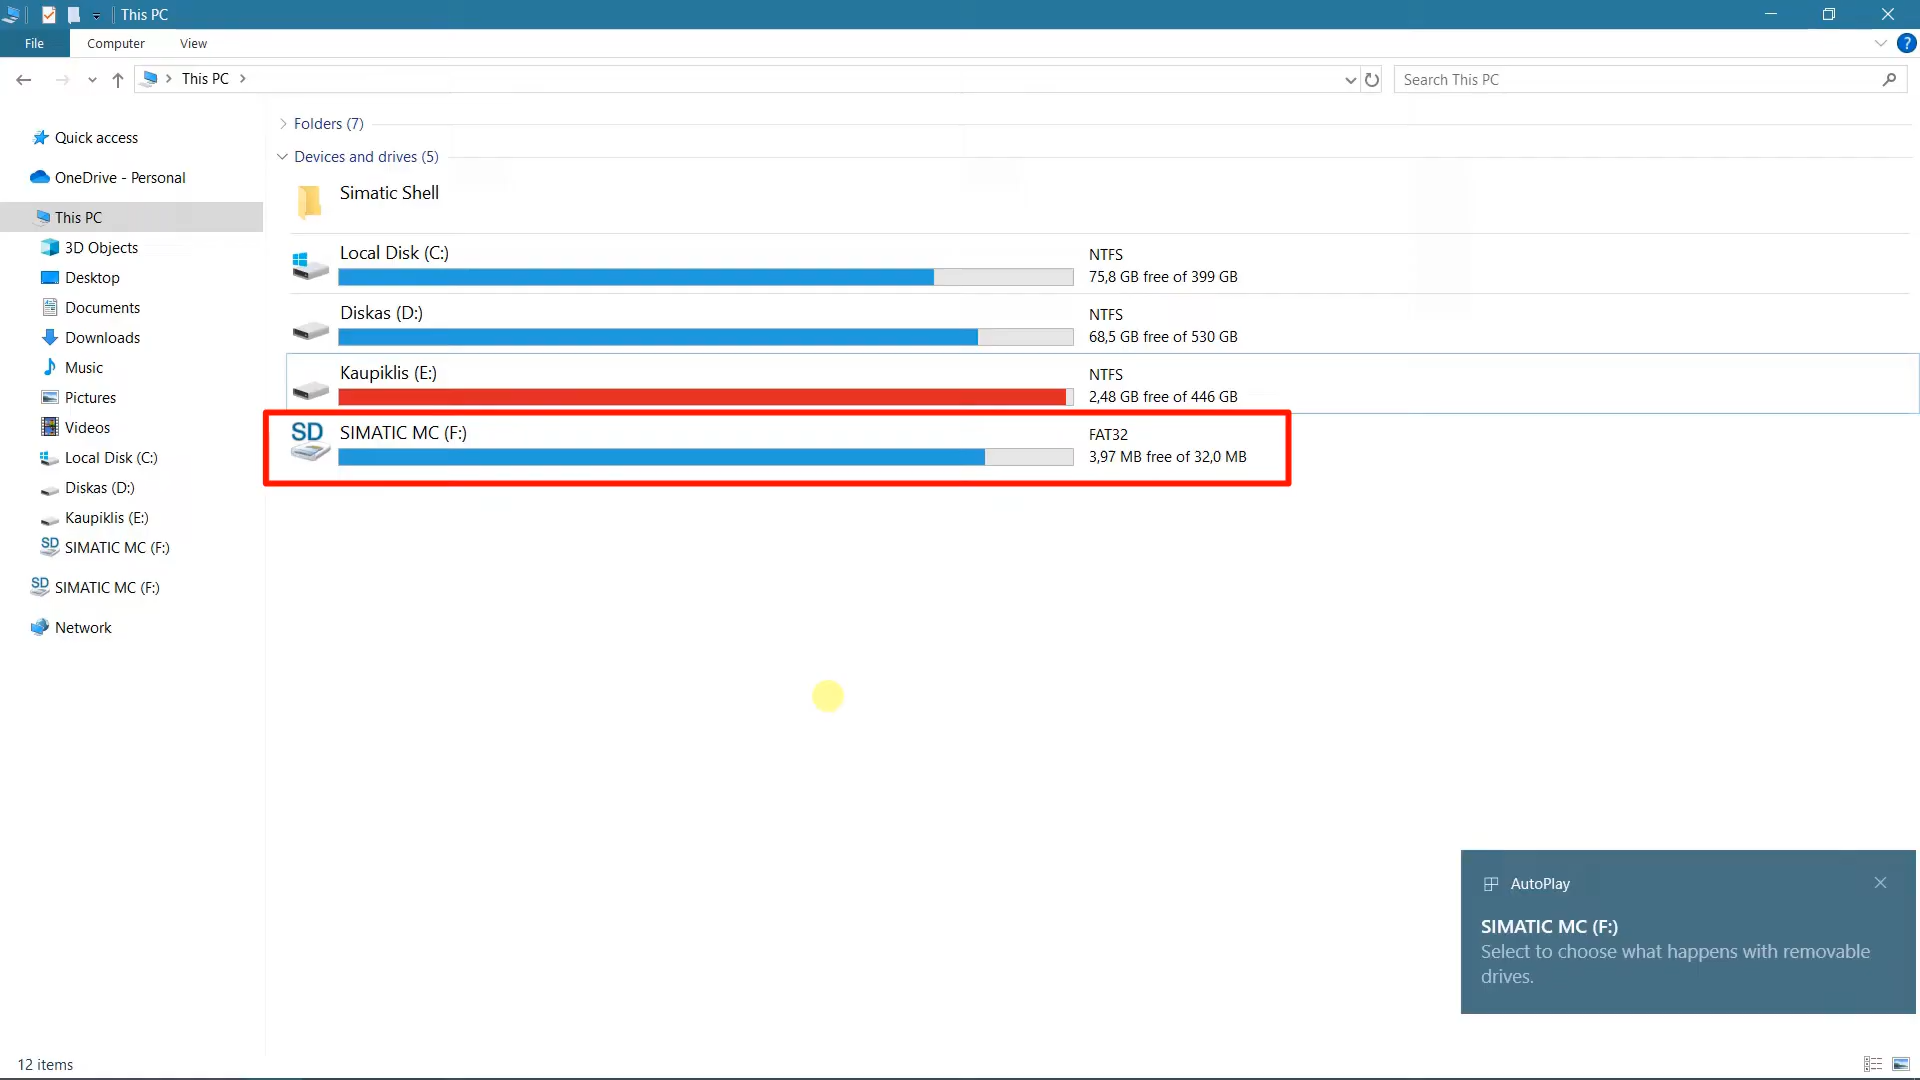 This PC
File
Computer
View
?
This PC
Search This PC
Quick access
OneDrive - Personal
This PC
3D Objects
Desktop
Documents
Downloads
Music
Pictures
Videos
Local Disk (C:)
Diskas (D:)
Kaupiklis (E:)
SD SIMATIC MC (F:)
SD SIMATIC MC (F:)
Network
Folders (7)
Devices and drives (5)
Simatic Shell
Local Disk (C:)
NTFS
75,8 GB free of 399 GB
Diskas (D:)
NTFS
68,5 GB free of 530 GB
Kaupiklis (E:)
NTFS
2,48 GB free of 446 GB
SD SIMATIC MC (F:)
FAT32
3,97 MB free of 32,0 MB
AutoPlay
SIMATIC MC (F:)
Select to choose what happens with removable
drives.
12 items